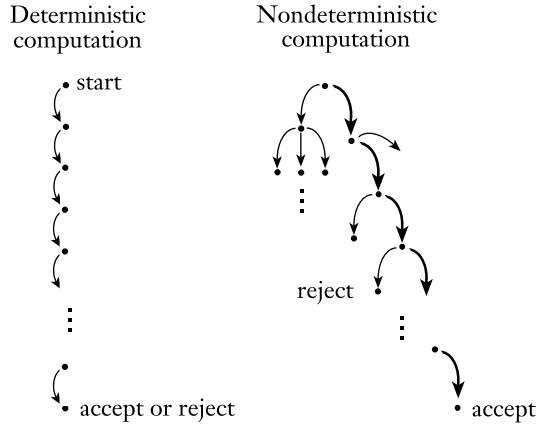 Deterministic
computation
start
accept or reject
Nondeterministic
computation
reject
accept